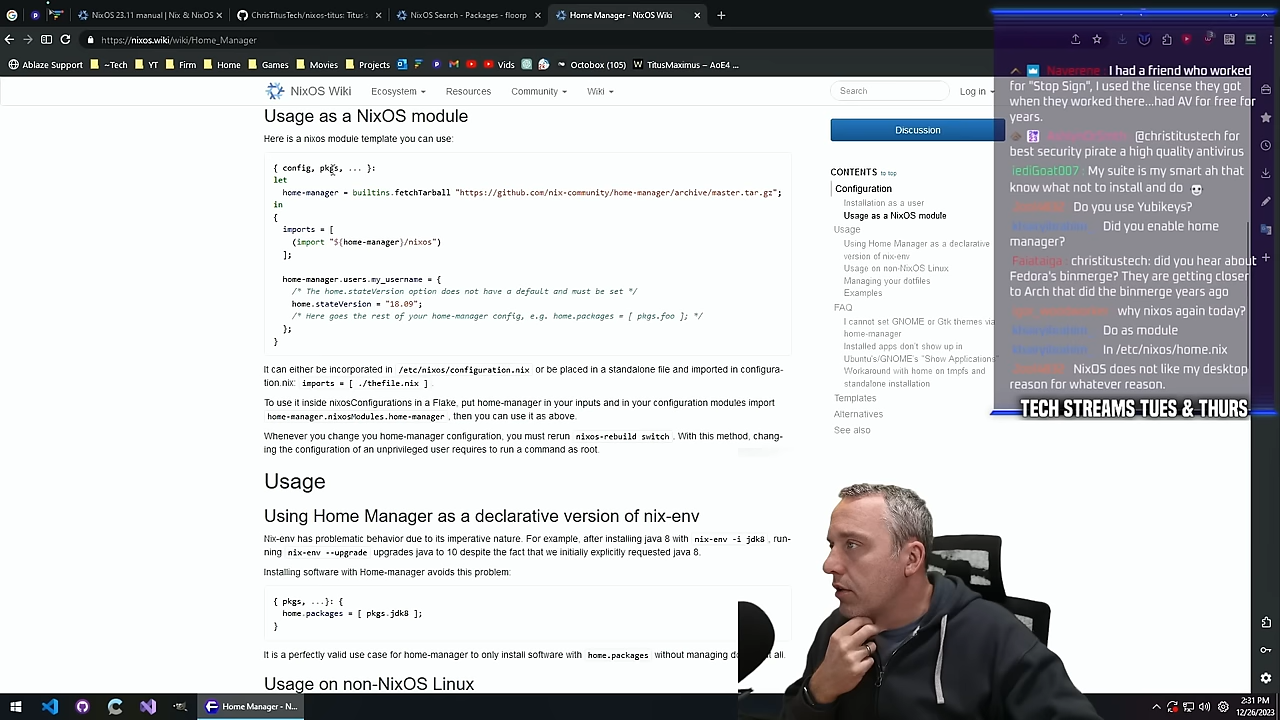 NixOS 23.11 manual | Nix & NixOS
ChrisTitusTech/nixos-titus: Titus'
NixOS Search - Packages - floorp
Home Manager - NixOS Wiki
https://nixos.wiki/wiki/Home_Manager
Ablaze Support
~Tech
YT
Firm
Home
Games
Movies
Projects
Vids
Octobox (105)
TitusMaximus – AoE4 ...
NixOS Wiki
Ecosystem
Resources
Community
Wiki
Search
Log in
Usage as a NixOS module
Here is a nixos module template you can use:
{ config, pkgs, ... }:
let
home-manager = builtins.fetchTarball "https://github.com/nix-community/home-manager/archive/master.tar.gz";
in
{
imports = [
(import "${home-manager}/nixos")
];
home-manager.users.my_username = {
/* The home.stateVersion option does not have a default and must be set */
home.stateVersion = "18.09";
/* Here goes the rest of your home-manager config, e.g. home.packages = [ pkgs.foo ]; */
};
}
It can either be incorporated in /etc/nixos/configuration.nix or be placed in a standalone file and imported in configura-
tion.nix: imports = [ ./thefile.nix ] .
To use it inside nixosConfigurations in a Flake, put home-manager in your inputs and in your configuration modules import
home-manager.nixosModules.home-manager , then you can use it as above.
Whenever you change you home-manager configuration, you must rerun nixos-rebuild switch . With this method, chang-
ing the configuration of an unprivileged user requires to run a command as root.
Usage
Using Home Manager as a declarative version of nix-env
Nix-env has problematic behavior due to its imperative nature. For example, after installing java 8 with nix-env -i jdk8 , run-
ning nix-env --upgrade upgrades java to 10 despite the fact that we initially explicitly requested java 8.
Installing software with Home-manager avoids this problem:
{ pkgs, ...}: {
home.packages = [ pkgs.jdk8 ];
}
It is a perfectly valid use case for home-manager to only install software with home.packages without managing do at all.
Usage on non-NixOS Linux
Discussion
CONTENTS to top
Configuration
Installation as a user
Usage as a NixOS module
Usage
Using Home Manager as a declarative
version of nix-env
Usage on non-NixOS Linux
Managing your dotfiles
Examples
FAQ
I cannot set GNOME or Gtk themes via
home-manager
Installed apps don't show up in
Ubuntu's/GNOME's "Show Applications"
Workaround with home on tmpfs and
standalone installation
Templates
Alternatives
See also
Naverene : I had a friend who worked
for "Stop Sign", I used the license they got
when they worked there...had AV for free for
years.
@christitustech for
best security pirate a high quality antivirus
iediGoat007 : My suite is my smart ah that
know what not to install and do
Do you use Yubikeys?
Did you enable home
manager?
Falataiga : christitustech: did you hear about
Fedora's binmerge? They are getting closer
to Arch that did the binmerge years ago
why nixos again today?
Do as module
In /etc/nixos/home.nix
NixOS does not like my desktop
reason for whatever reason.
TECH STREAMS TUES & THURS
Home Manager - N...
2:31 PM
12/26/2023